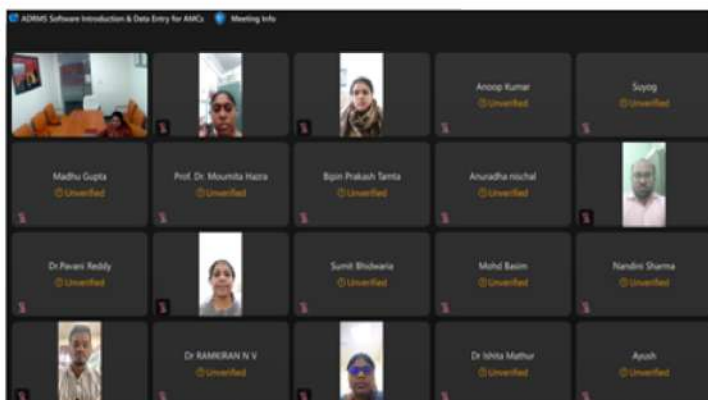 ADRMS Software Introduction & Data Entry for AMCs Meeting Info
Anoop Kumar
Unverified
Suyog
Unverified
Madhu Gupta
Unverified
Prof. Dr. Moumita Hazra
Unverified
Bipin Prakash Tamta
Unverified
Anuradha nischal
Unverified
Dr.Pavani Reddy
Unverified
Sumit Bhidwaria
Unverified
Mohd Basim
Unverified
Nandini Sharma
Unverified
Dr RAMKIRAN N V
Unverified
Dr Ishita Mathur
Unverified
Ayush
Unverified